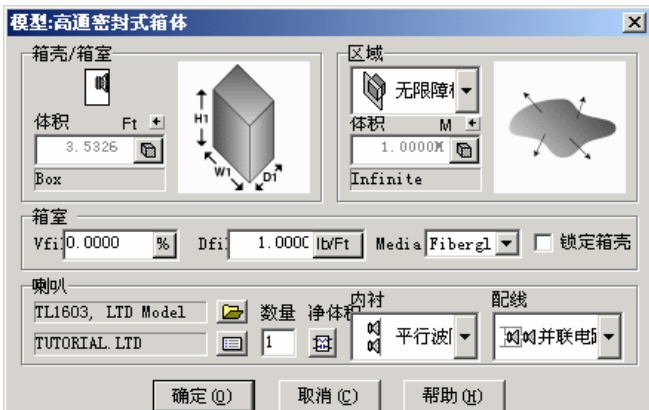 模型:高通密封式箱体
箱壳/箱室
体积 Ft
3.5326
Box
H1
W1 D1
区域
无限障
体积 M
1.0000M
Infinite
箱室
Vfil 0.0000 % Dfil 1.0000 lb/Ft Media Fibergl 锁定箱壳
喇叭
TL1603, LTD Model
TUTORIAL.LTD
数量 净体积
1
内衬
平行波
配线
并联电
确定(O) 取消(C) 帮助(H)